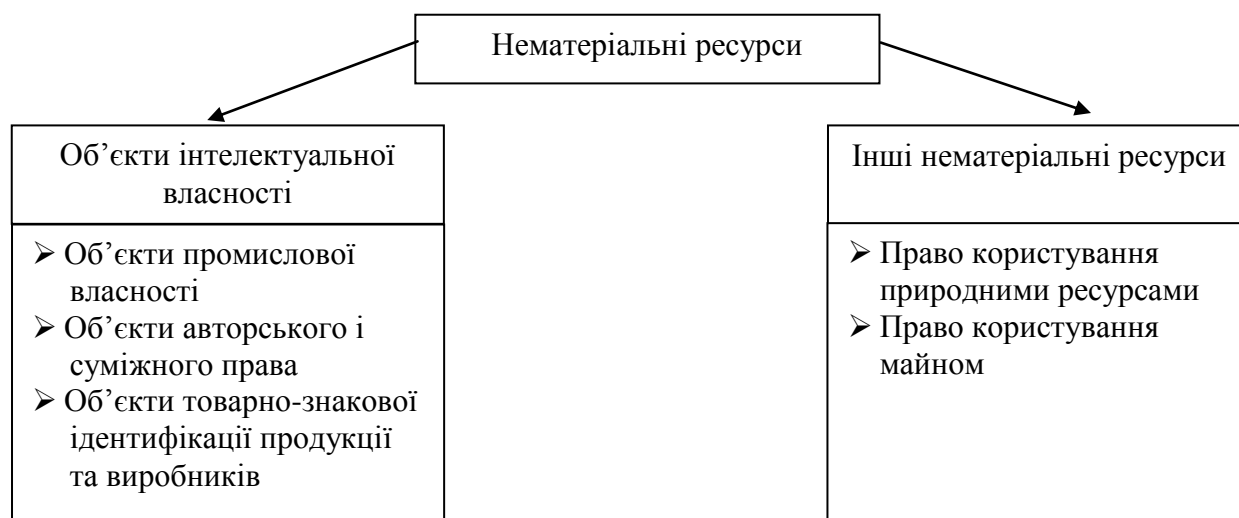 Нематеріальні ресурси
Об’єкти інтелектуальної
власності
➢ Об’єкти промислової
власності
➢ Об’єкти авторського і
суміжного права
➢ Об’єкти товарно-знакової
ідентифікації продукції
та виробників
Інші нематеріальні ресурси
➢ Право користування
природними ресурсами
➢ Право користування
майном